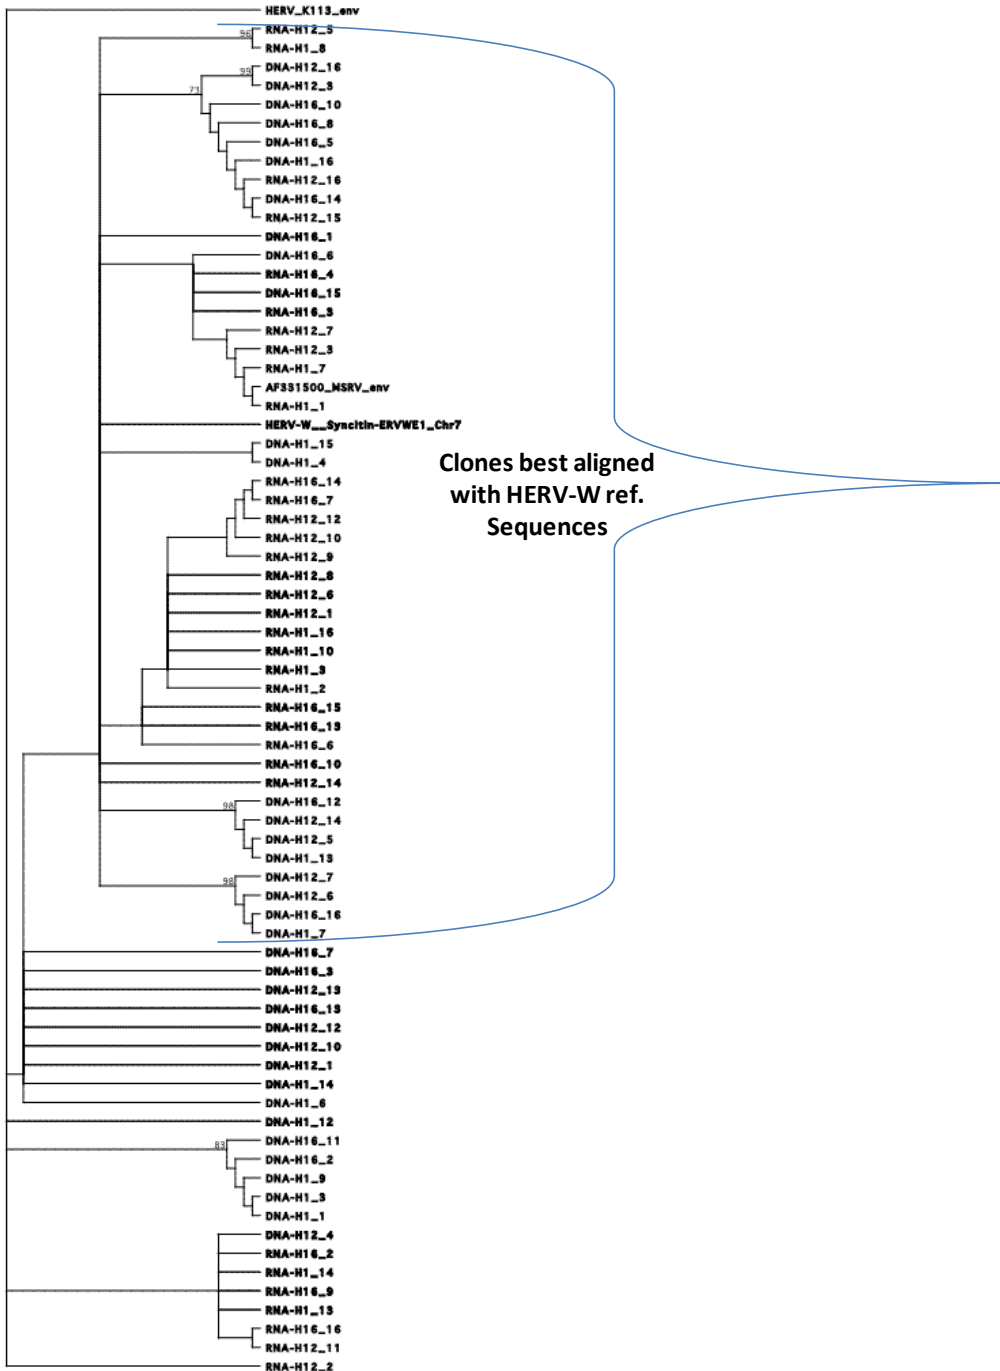 HERV_K113_env
RNA-H12_5
96
RNA-H1_8
DNA-H12_16
99
DNA-H12_3
73
DNA-H16_10
DNA-H16_8
DNA-H16_5
DNA-H1_16
RNA-H12_16
DNA-H16_14
RNA-H12_15
DNA-H16_1
DNA-H16_6
RNA-H16_4
DNA-H16_15
RNA-H16_3
RNA-H12_7
RNA-H12_3
RNA-H1_7
AF331500_MSRV_env
RNA-H1_1
HERV-W__Syncitin-ERVWE1_Chr7
DNA-H1_15
DNA-H1_4
Clones best aligned
with HERV-W ref.
Sequences
RNA-H16_14
RNA-H16_7
RNA-H12_12
RNA-H12_10
RNA-H12_9
RNA-H12_8
RNA-H12_6
RNA-H12_1
RNA-H1_16
RNA-H1_10
RNA-H1_3
RNA-H1_2
RNA-H16_15
RNA-H16_13
RNA-H16_6
RNA-H16_10
RNA-H12_14
DNA-H16_12
98
DNA-H12_14
DNA-H12_5
DNA-H1_13
DNA-H12_7
98
DNA-H12_6
DNA-H16_16
DNA-H1_7
DNA-H16_7
DNA-H16_3
DNA-H12_13
DNA-H16_13
DNA-H12_12
DNA-H12_10
DNA-H12_1
DNA-H1_14
DNA-H1_6
DNA-H1_12
DNA-H16_11
83
DNA-H16_2
DNA-H1_9
DNA-H1_3
DNA-H1_1
DNA-H12_4
RNA-H16_2
RNA-H1_14
RNA-H16_9
RNA-H1_13
RNA-H16_16
RNA-H12_11
RNA-H12_2